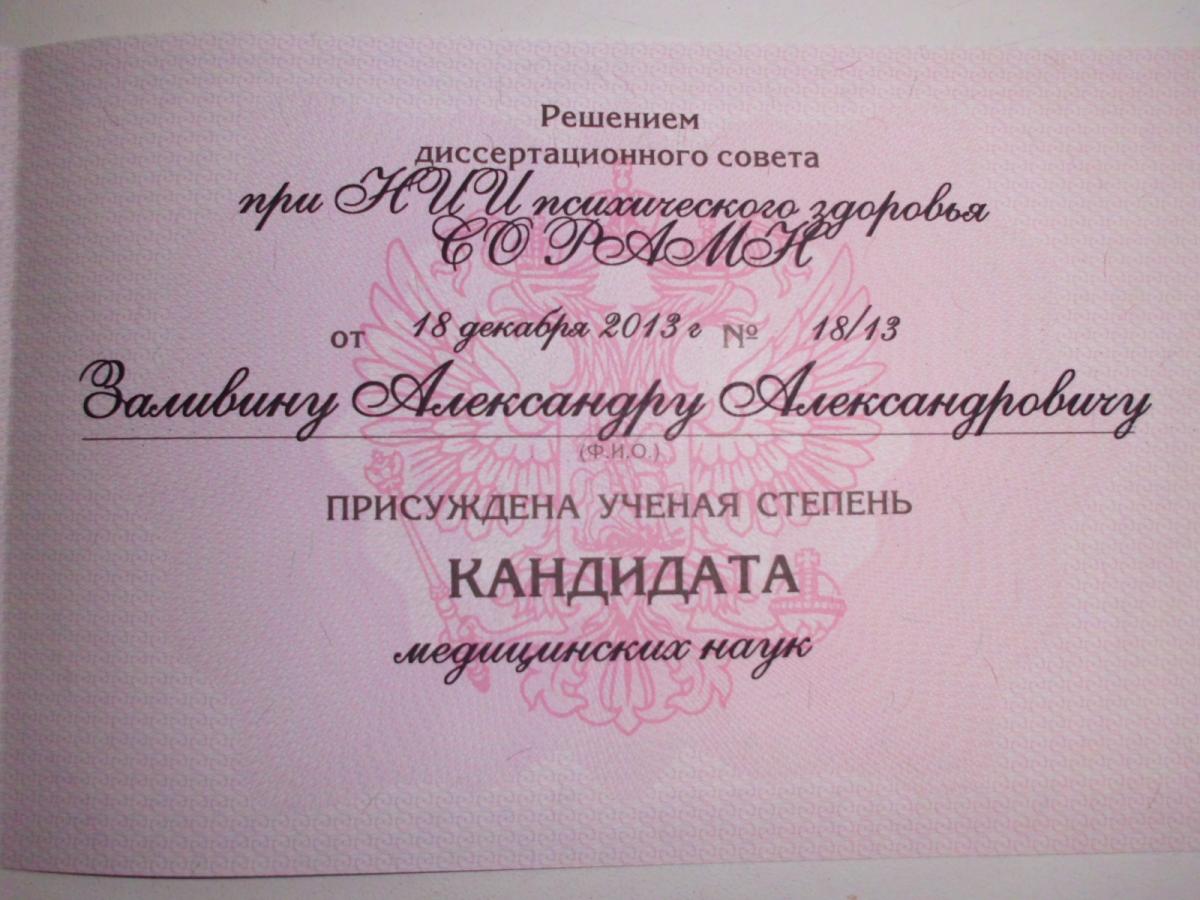 Решением
диссертационного совета
при НИИ психического здоровья
СО РАМН
от 18 декабря 2013 г № 18/13
Заливину Александру Александровичу
(Ф.И.О.)
ПРИСУЖДЕНА УЧЕНАЯ СТЕПЕНЬ
КАНДИДАТА
медицинских наук